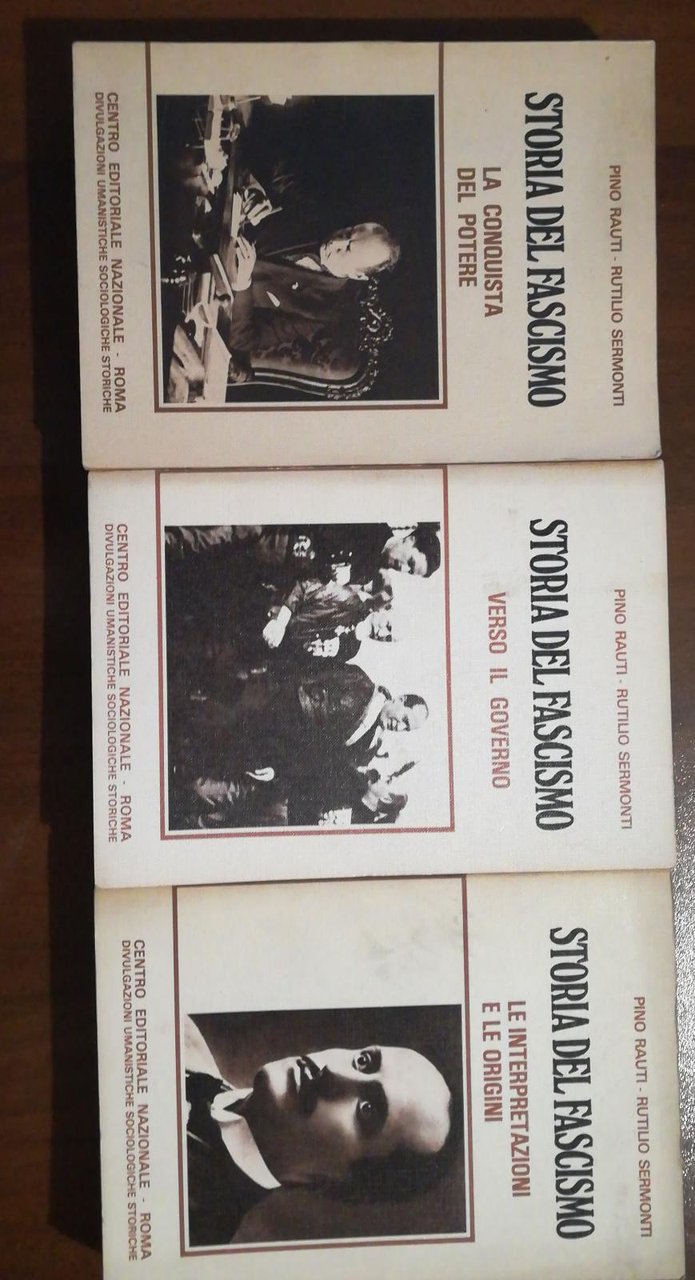 PINO RAUTI - RUTILIO SERMONTI
STORIA DEL FASCISMO
LA CONQUISTA
DEL POTERE
CENTRO EDITORIALE NAZIONALE - ROMA
DIVULGAZIONI UMANISTICHE SOCIOLOGICHE STORICHE
PINO RAUTI - RUTILIO SERMONTI
STORIA DEL FASCISMO
VERSO IL GOVERNO
CENTRO EDITORIALE NAZIONALE - ROMA
DIVULGAZIONI UMANISTICHE SOCIOLOGICHE STORICHE
PINO RAUTI - RUTILIO SERMONTI
STORIA DEL FASCISMO
LE INTERPRETAZIONI
E LE ORIGINI
CENTRO EDITORIALE NAZIONALE - ROMA
DIVULGAZIONI UMANISTICHE SOCIOLOGICHE STORICHE